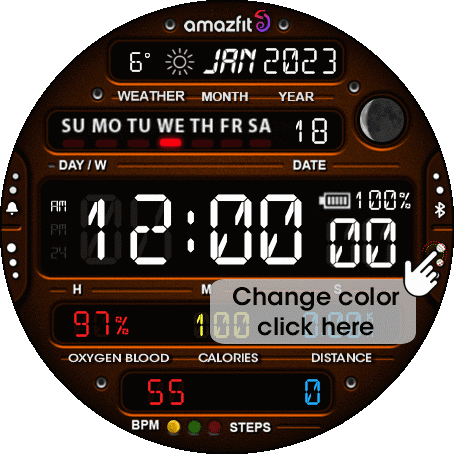 amazfit
6° JAN 2023
WEATHER MONTH YEAR
SU MO TU WE TH FR SA 18
DAY / W DATE
AM 12:00 100%
PM 00
24
H M S
Change color
click here
97% 100
OXYGEN BLOOD CALORIES DISTANCE
55 0
BPM STEPS